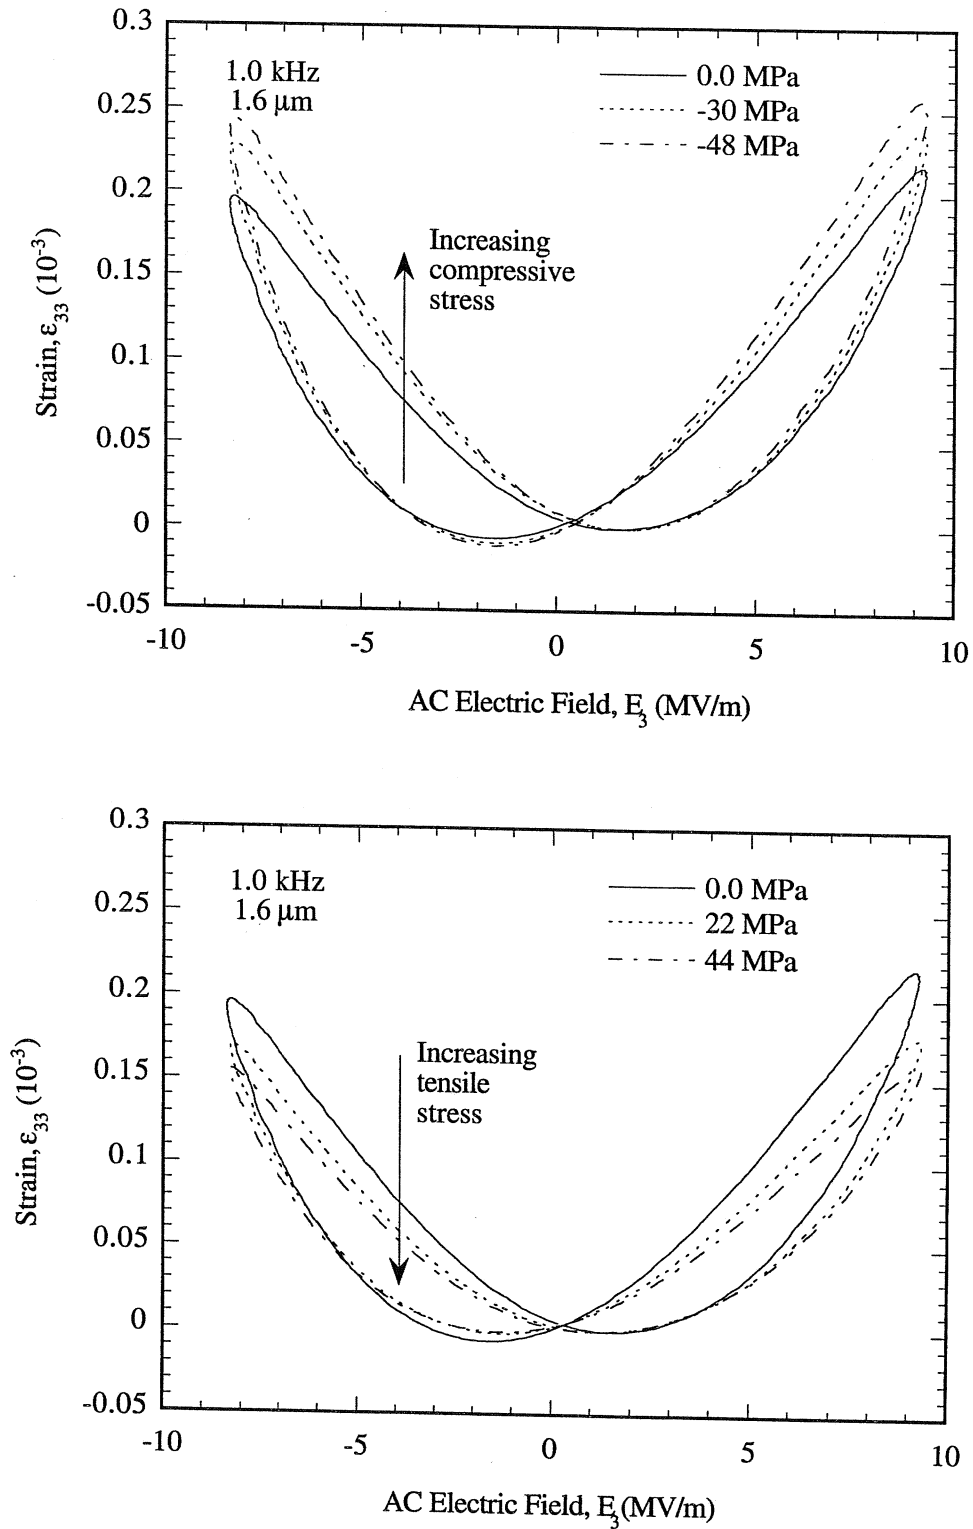 0.3
1.0 kHz
1.6 μm
0.0 MPa
-30 MPa
-48 MPa
0.25
0.2
Increasing
compressive
stress
0.15
0.1
0.05
0
-0.05
Strain, ε33 (10-3)
-10
-5
0
5
10
AC Electric Field, E3 (MV/m)
0.3
1.0 kHz
1.6 μm
0.0 MPa
22 MPa
44 MPa
0.25
0.2
Increasing
tensile
stress
0.15
0.1
0.05
0
-0.05
Strain, ε33 (10-3)
-10
-5
0
5
10
AC Electric Field, E3 (MV/m)